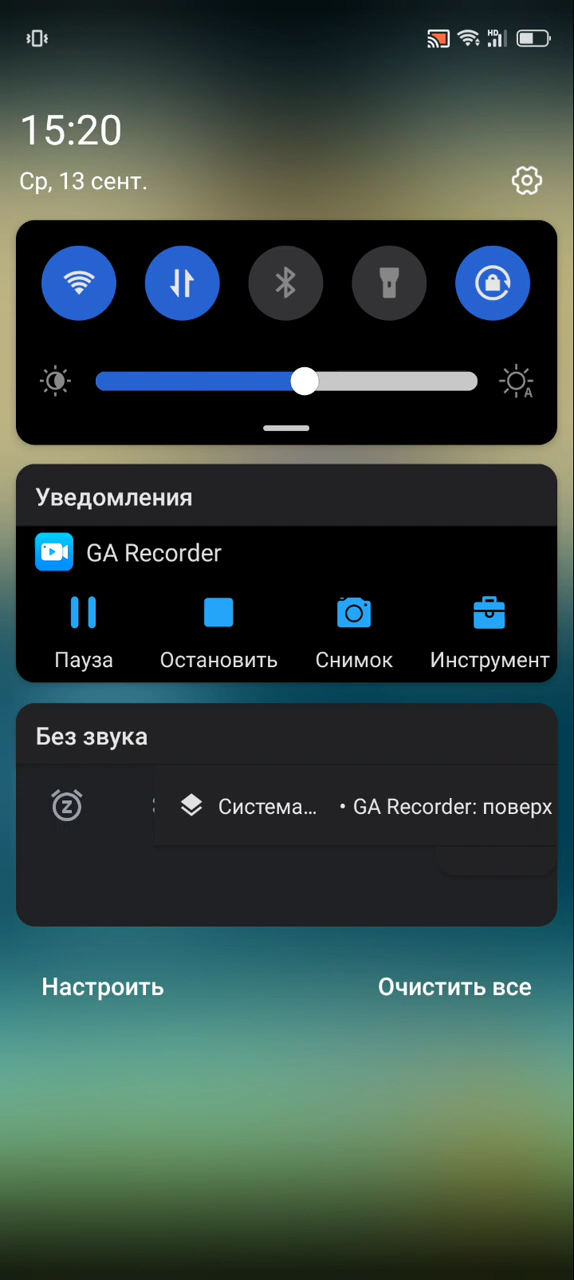 HD
15:20
Ср, 13 сент.
A
Уведомления
GA Recorder
Пауза
Остановить
Снимок
Инструмент
Без звука
Z
Система… • GA Recorder: поверх
Настроить
Очистить все